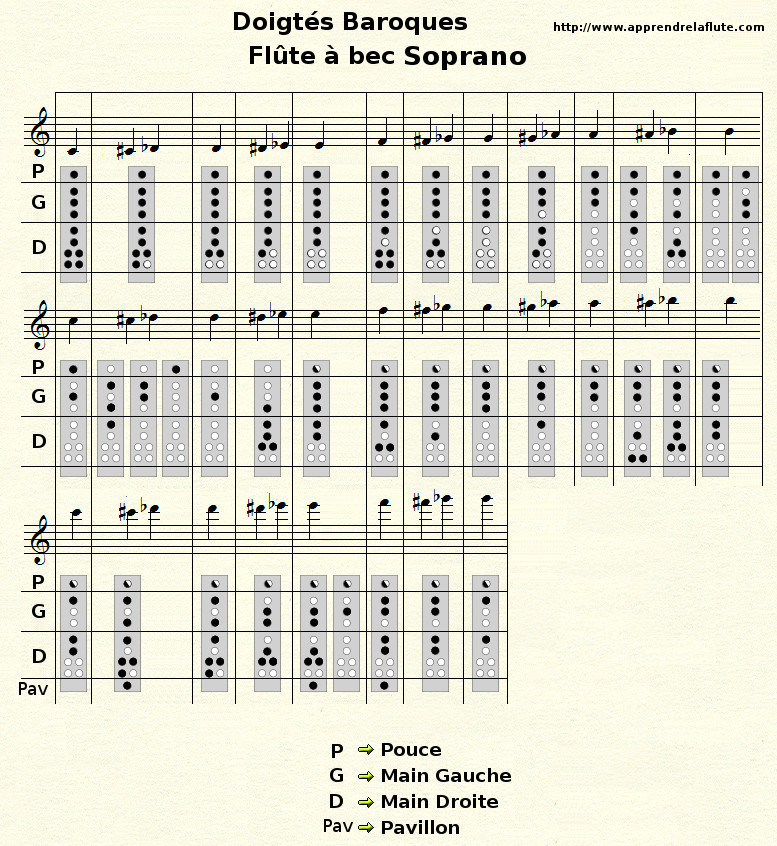 Doigtés Baroques
http://www.apprendrelaflute.com
Flûte à bec Soprano
P
G
D
P
G
D
P
G
D
Pav
P Pouce
G Main Gauche
D Main Droite
Pav Pavillon